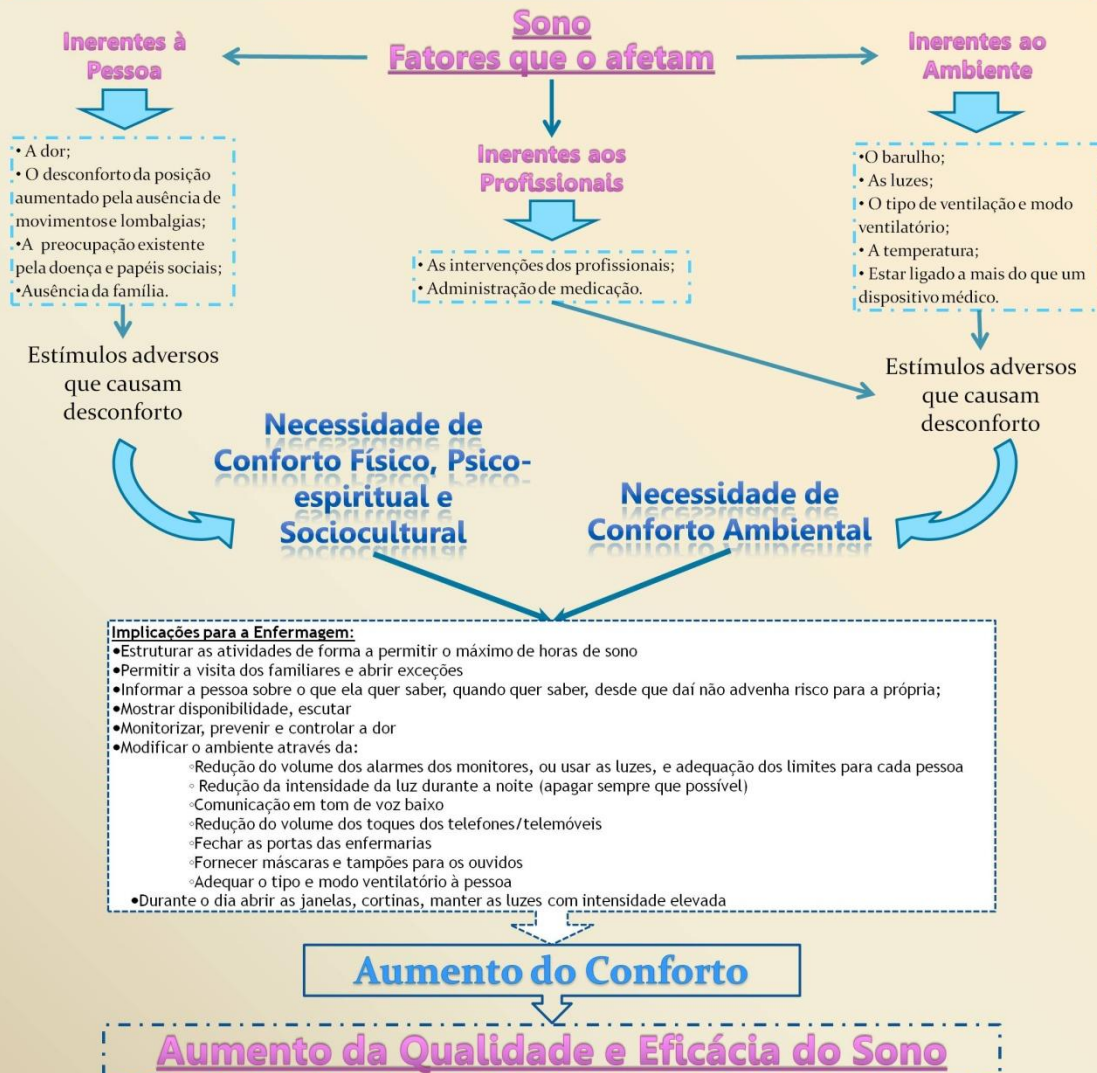 Sono
Fatores que o afetam
Inerentes à
Pessoa
• A dor;
• O desconforto da posição
aumentado pela ausência de
movimentos e lombalgias;
•A preocupação existente
pela doença e papéis sociais;
•Ausência da família.
Estímulos adversos
que causam
desconforto
Inerentes aos
Profissionais
• As intervenções dos profissionais;
• Administração de medicação.
Inerentes ao
Ambiente
•O barulho;
• As luzes;
• O tipo de ventilação e modo
ventilatório;
• A temperatura;
• Estar ligado a mais do que um
dispositivo médico.
Estímulos adversos
que causam
desconforto
Necessidade de
Conforto Físico, Psico-
espiritual e
Sociocultural
Necessidade de
Conforto Ambiental
Implicações para a Enfermagem:
•Estruturar as atividades de forma a permitir o máximo de horas de sono
•Permitir a visita dos familiares e abrir exceções
•Informar a pessoa sobre o que ela quer saber, quando quer saber, desde que daí não advenha risco para a própria;
•Mostrar disponibilidade, escutar
•Monitorizar, prevenir e controlar a dor
•Modificar o ambiente através da:
◦Redução do volume dos alarmes dos monitores, ou usar as luzes, e adequação dos limites para cada pessoa
◦ Redução da intensidade da luz durante a noite (apagar sempre que possível)
◦Comunicação em tom de voz baixo
◦Redução do volume dos toques dos telefones/telemóveis
◦Fechar as portas das enfermarias
◦Fornecer máscaras e tampões para os ouvidos
◦Adequar o tipo e modo ventilatório à pessoa
•Durante o dia abrir as janelas, cortinas, manter as luzes com intensidade elevada
Aumento do Conforto
Aumento da Qualidade e Eficácia do Sono